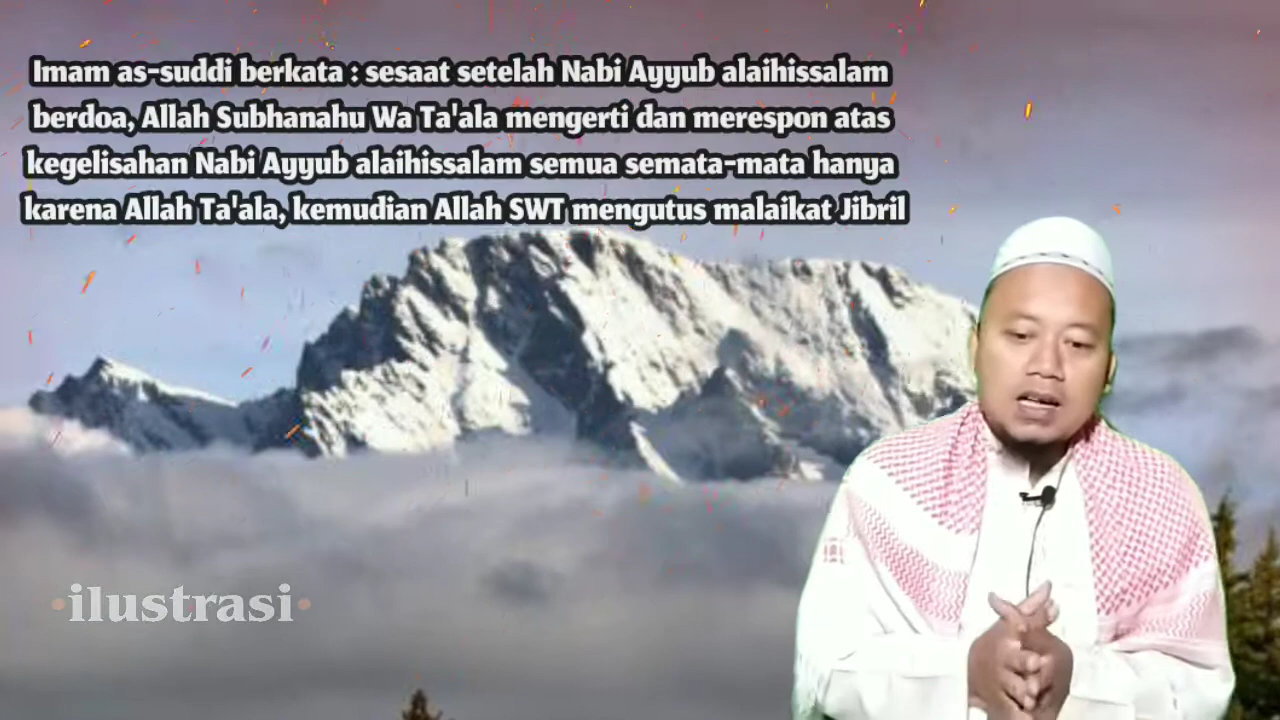 Imam as-suddi berkata : sesaat setelah Nabi Ayyub alaihissalam
berdoa, Allah Subhanahu Wa Ta'ala mengerti dan merespon atas
kegelisahan Nabi Ayyub alaihissalam semua semata-mata hanya
karena Allah Ta'ala, kemudian Allah SWT mengutus malaikat Jibril
•ilustrasi•